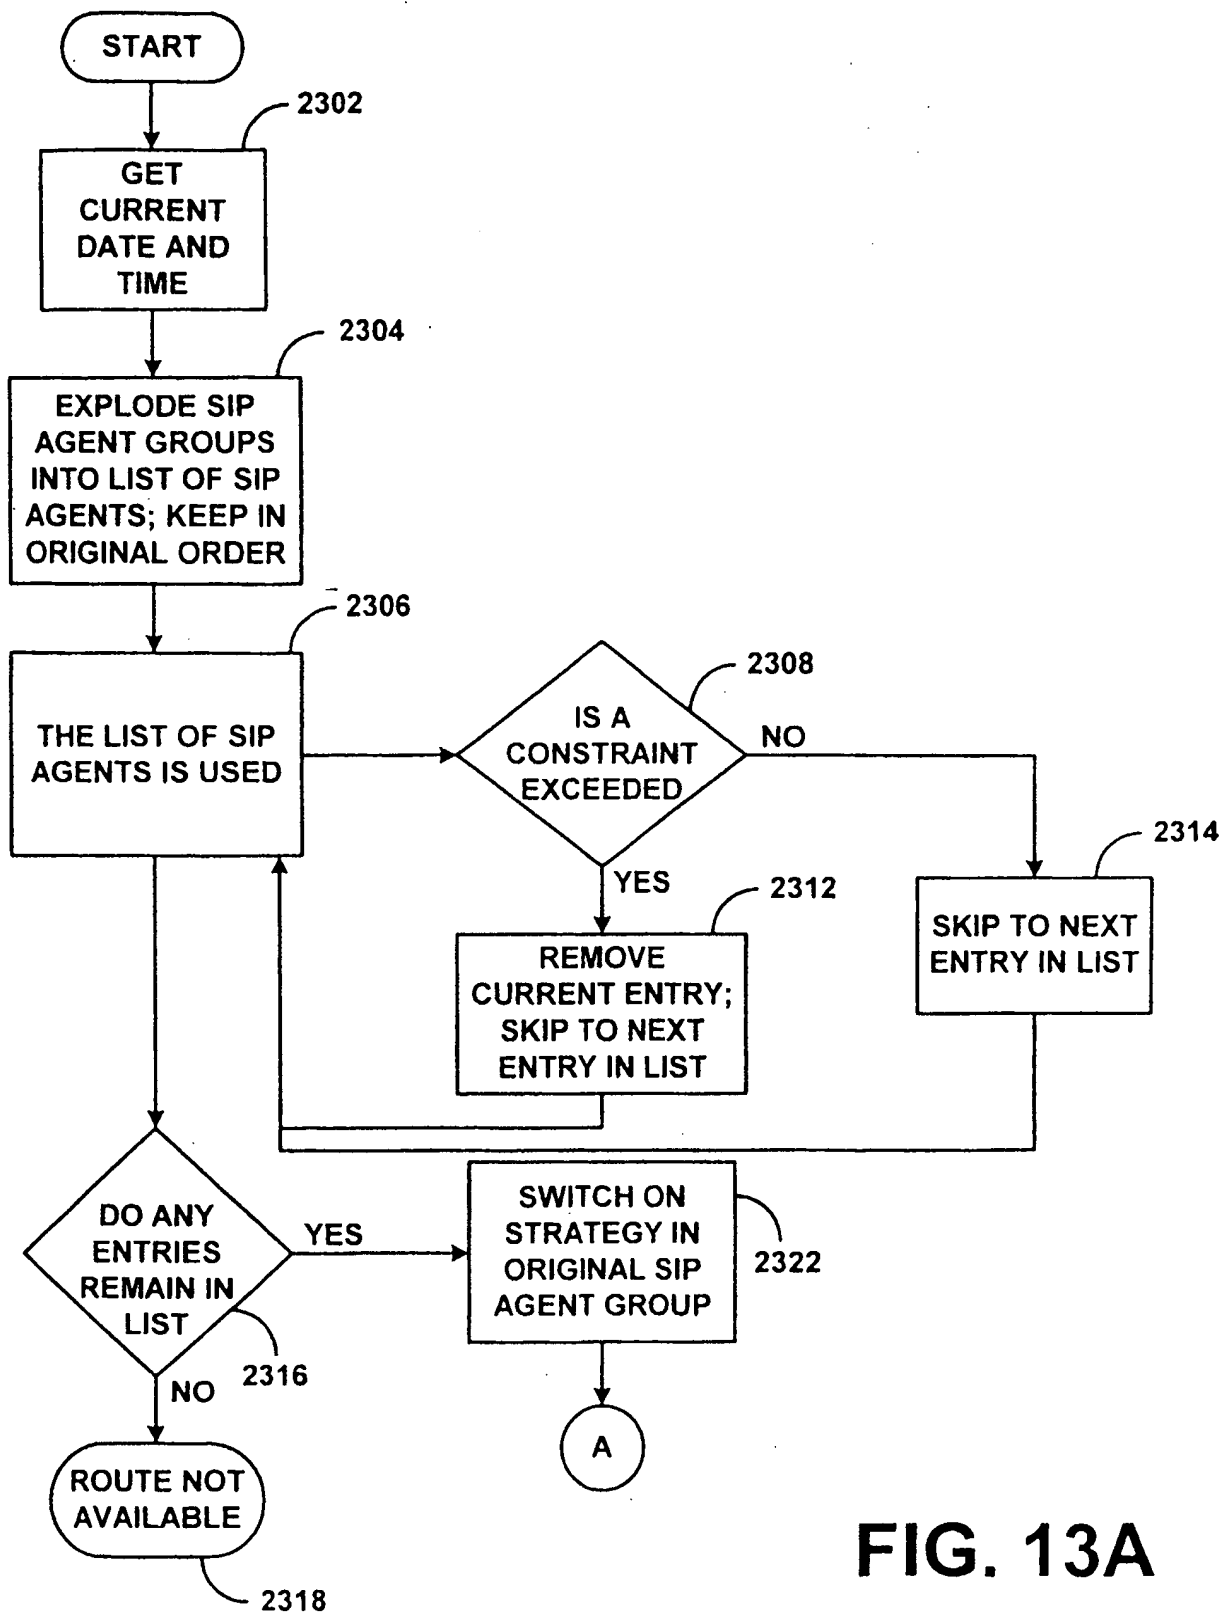 START
2302
GET
CURRENT
DATE AND
TIME
2304
EXPLODE SIP
AGENT GROUPS
INTO LIST OF SIP
AGENTS; KEEP IN
ORIGINAL ORDER
2306
THE LIST OF SIP
AGENTS IS USED
2308
IS A
CONSTRAINT
EXCEEDED
NO
YES
2314
SKIP TO NEXT
ENTRY IN LIST
2312
REMOVE
CURRENT ENTRY;
SKIP TO NEXT
ENTRY IN LIST
DO ANY
ENTRIES
REMAIN IN
LIST
2316
YES
NO
SWITCH ON
STRATEGY IN
ORIGINAL SIP
AGENT GROUP
2322
A
ROUTE NOT
AVAILABLE
2318
FIG. 13A